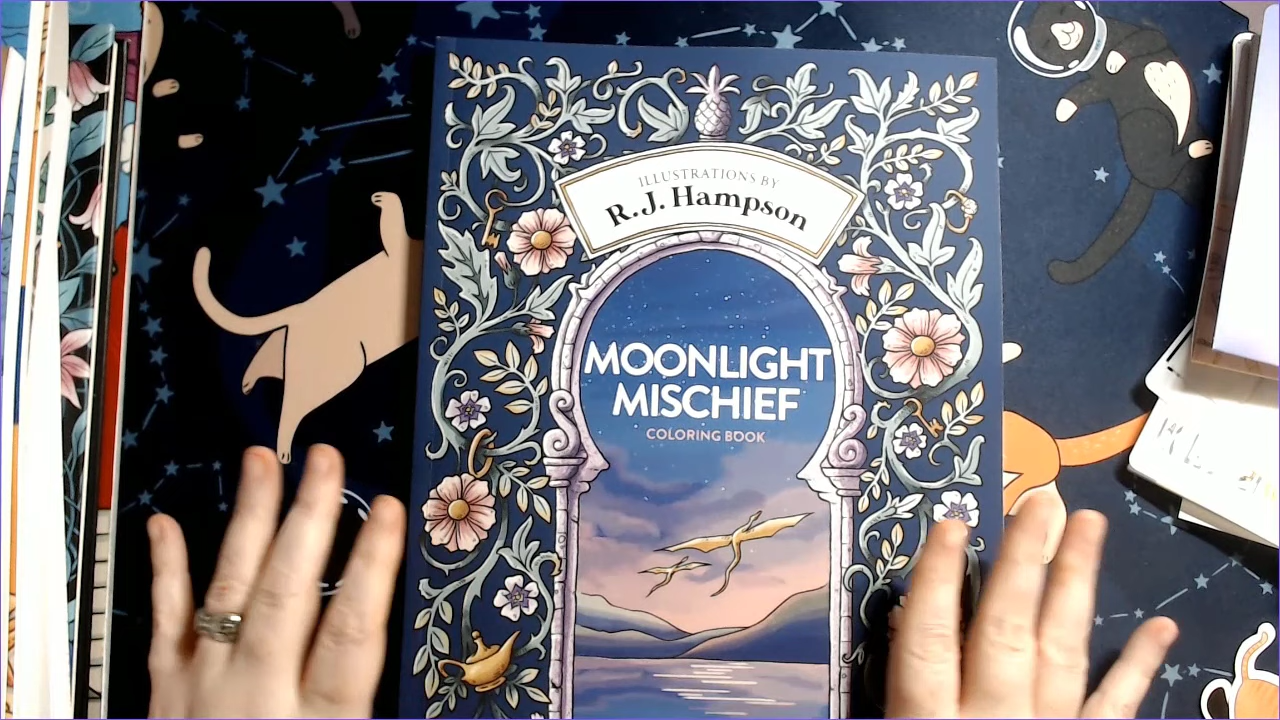 ILLUSTRATIONS BY
R.J. Hampson
MOONLIGHT
MISCHIEF
COLORING BOOK